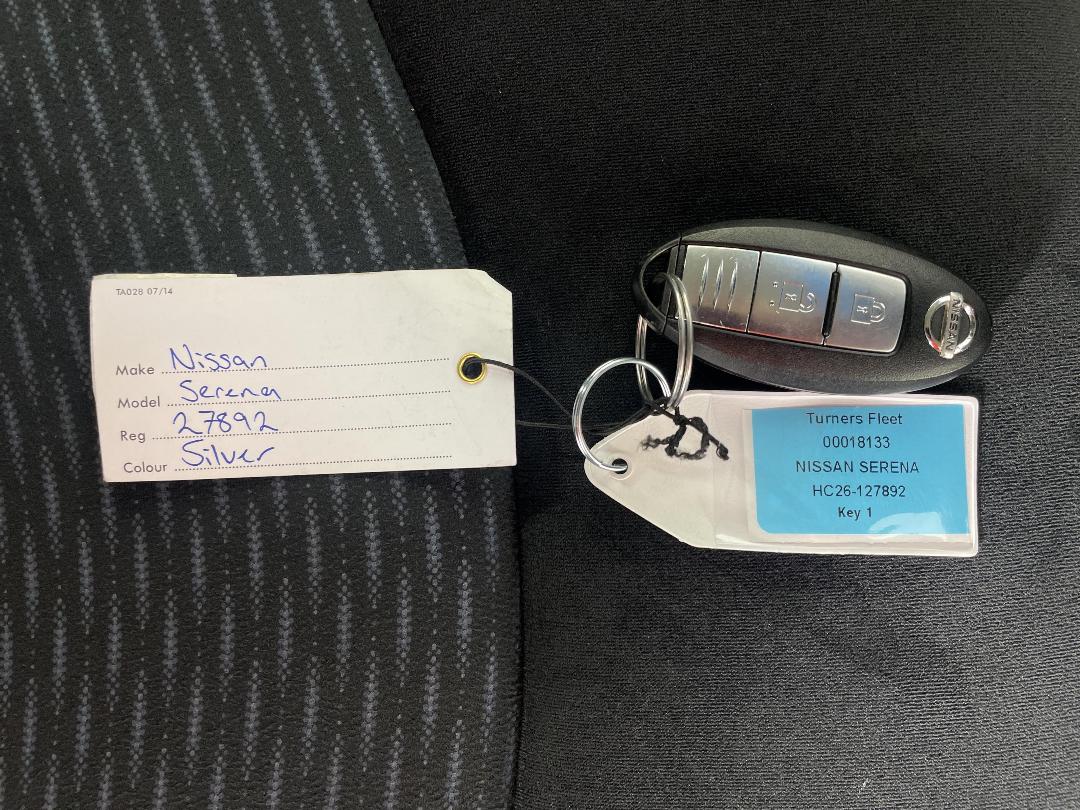 TA028 07/14
Make Nissan
Model Serena
Reg 27892
Colour Silver
NISSAN
Turners Fleet
00018133
NISSAN SERENA
HC26-127892
Key 1